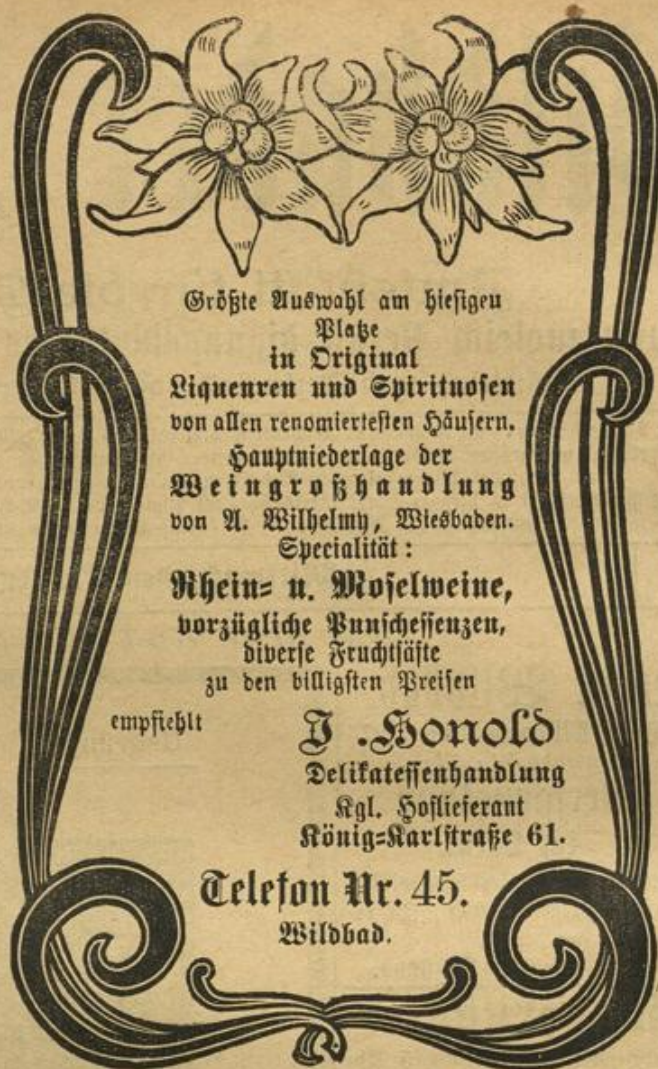 Größte Auswahl am hiesigen
Platze
in Original
Liquenren und Spirituosen
von allen renomiertesten Häusern.
Hauptniederlage der
Weingroßhandlung
von A. Wilhelmy, Wiesbaden.
Specialität:
Rhein- u. Moselweine,
vorzügliche Punschessenzen,
diverse Fruchtsäfte
zu den billigsten Preisen
empfiehlt
J. Honold
Delikatessenhandlung
Kgl. Hoflieferant
König-Karlstraße 61.
Telefon Nr. 45.
Wildbad.